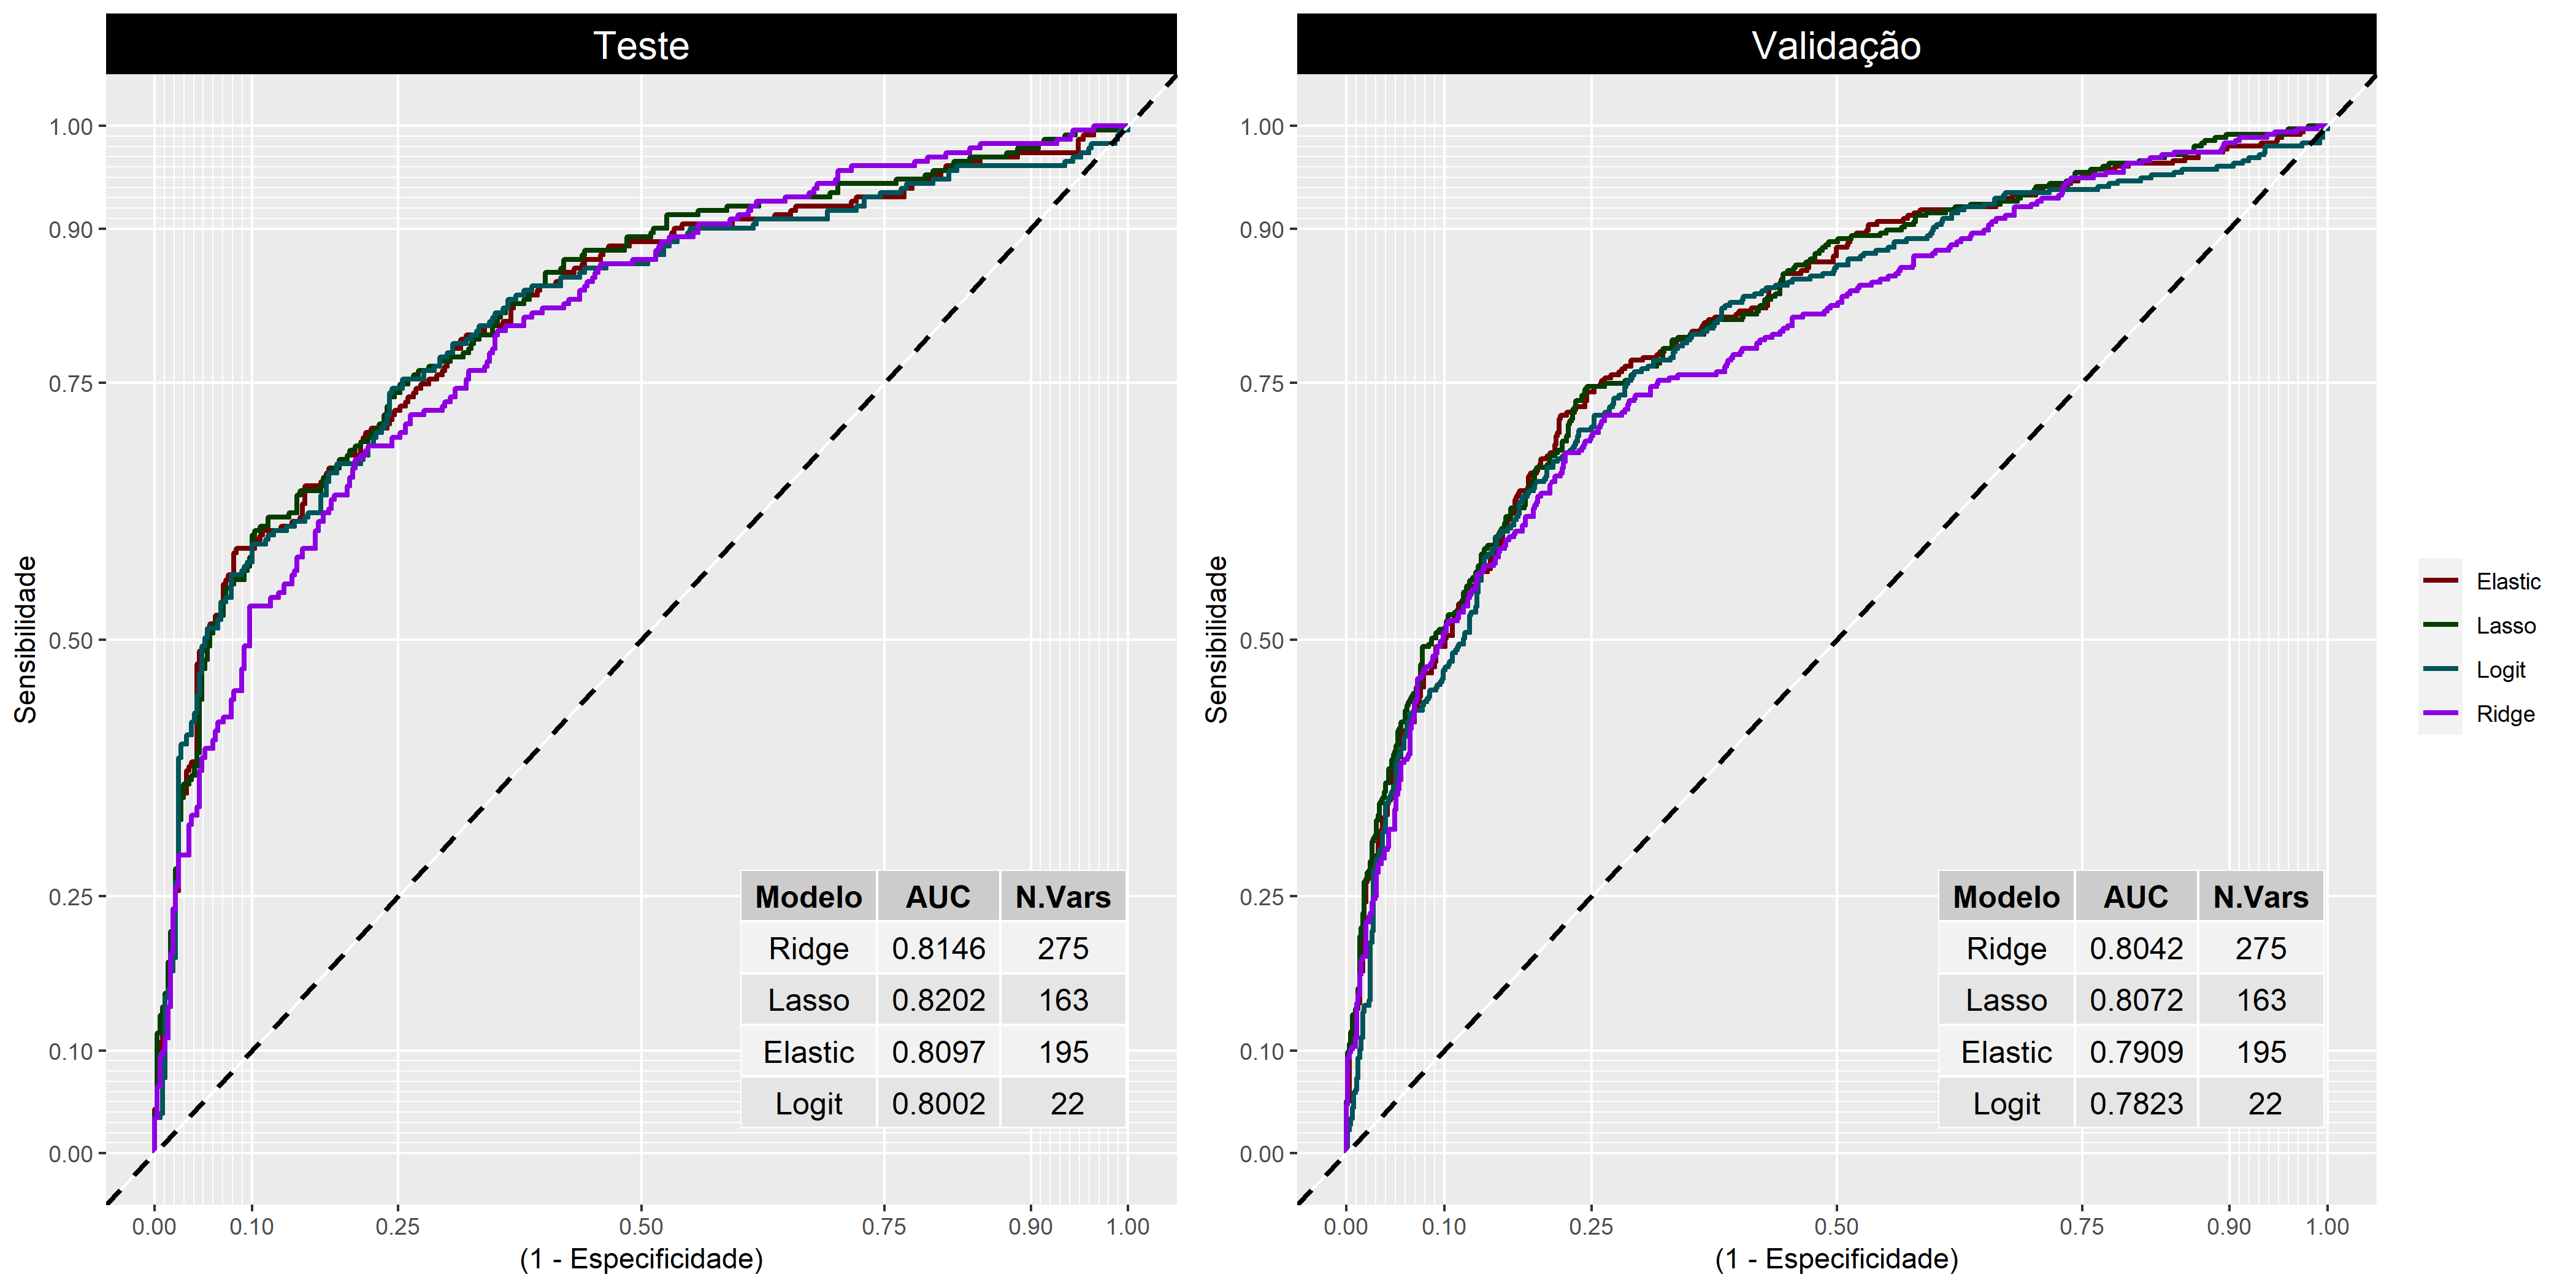 Teste
Sensibilidade
1.00
0.90
0.75
0.50
0.25
0.10
0.00
Modelo AUC N.Vars
Ridge 0.8146 275
Lasso 0.8202 163
Elastic 0.8097 195
Logit 0.8002 22
0.00 0.10 0.25 0.50 0.75 0.90 1.00
(1 - Especificidade)
Validação
Sensibilidade
1.00
0.90
0.75
0.50
0.25
0.10
0.00
Modelo AUC N.Vars
Ridge 0.8042 275
Lasso 0.8072 163
Elastic 0.7909 195
Logit 0.7823 22
0.00 0.10 0.25 0.50 0.75 0.90 1.00
(1 - Especificidade)
Elastic
Lasso
Logit
Ridge